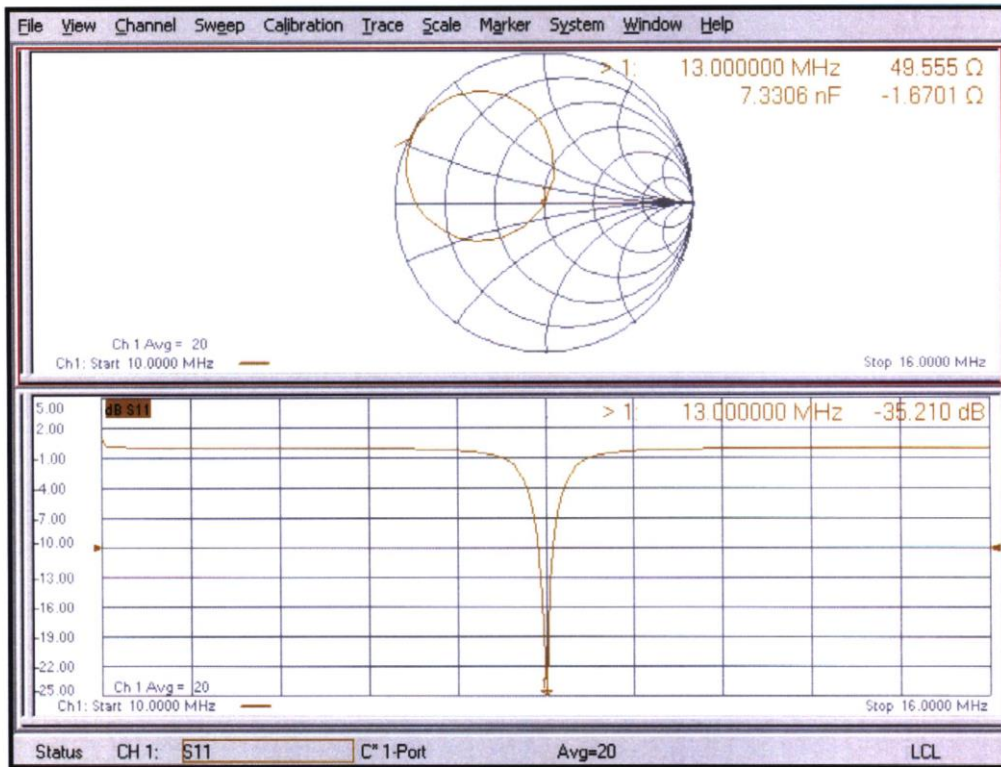 File View Channel Sweep Calibration Trace Scale Marker System Window Help
> 1: 13.000000 MHz 49.555 Ω
7.3306 nF -1.6701 Ω
Ch 1 Avg = 20
Ch1: Start 10.0000 MHz Stop 16.0000 MHz
5.00 dB S11 > 1: 13.000000 MHz -35.210 dB
2.00
-1.00
-4.00
-7.00
-10.00
-13.00
-16.00
-19.00
-22.00
-25.00 Ch 1 Avg = 20
Ch1: Start 10.0000 MHz Stop 16.0000 MHz
Status CH 1: S11 C* 1-Port Avg=20 LCL